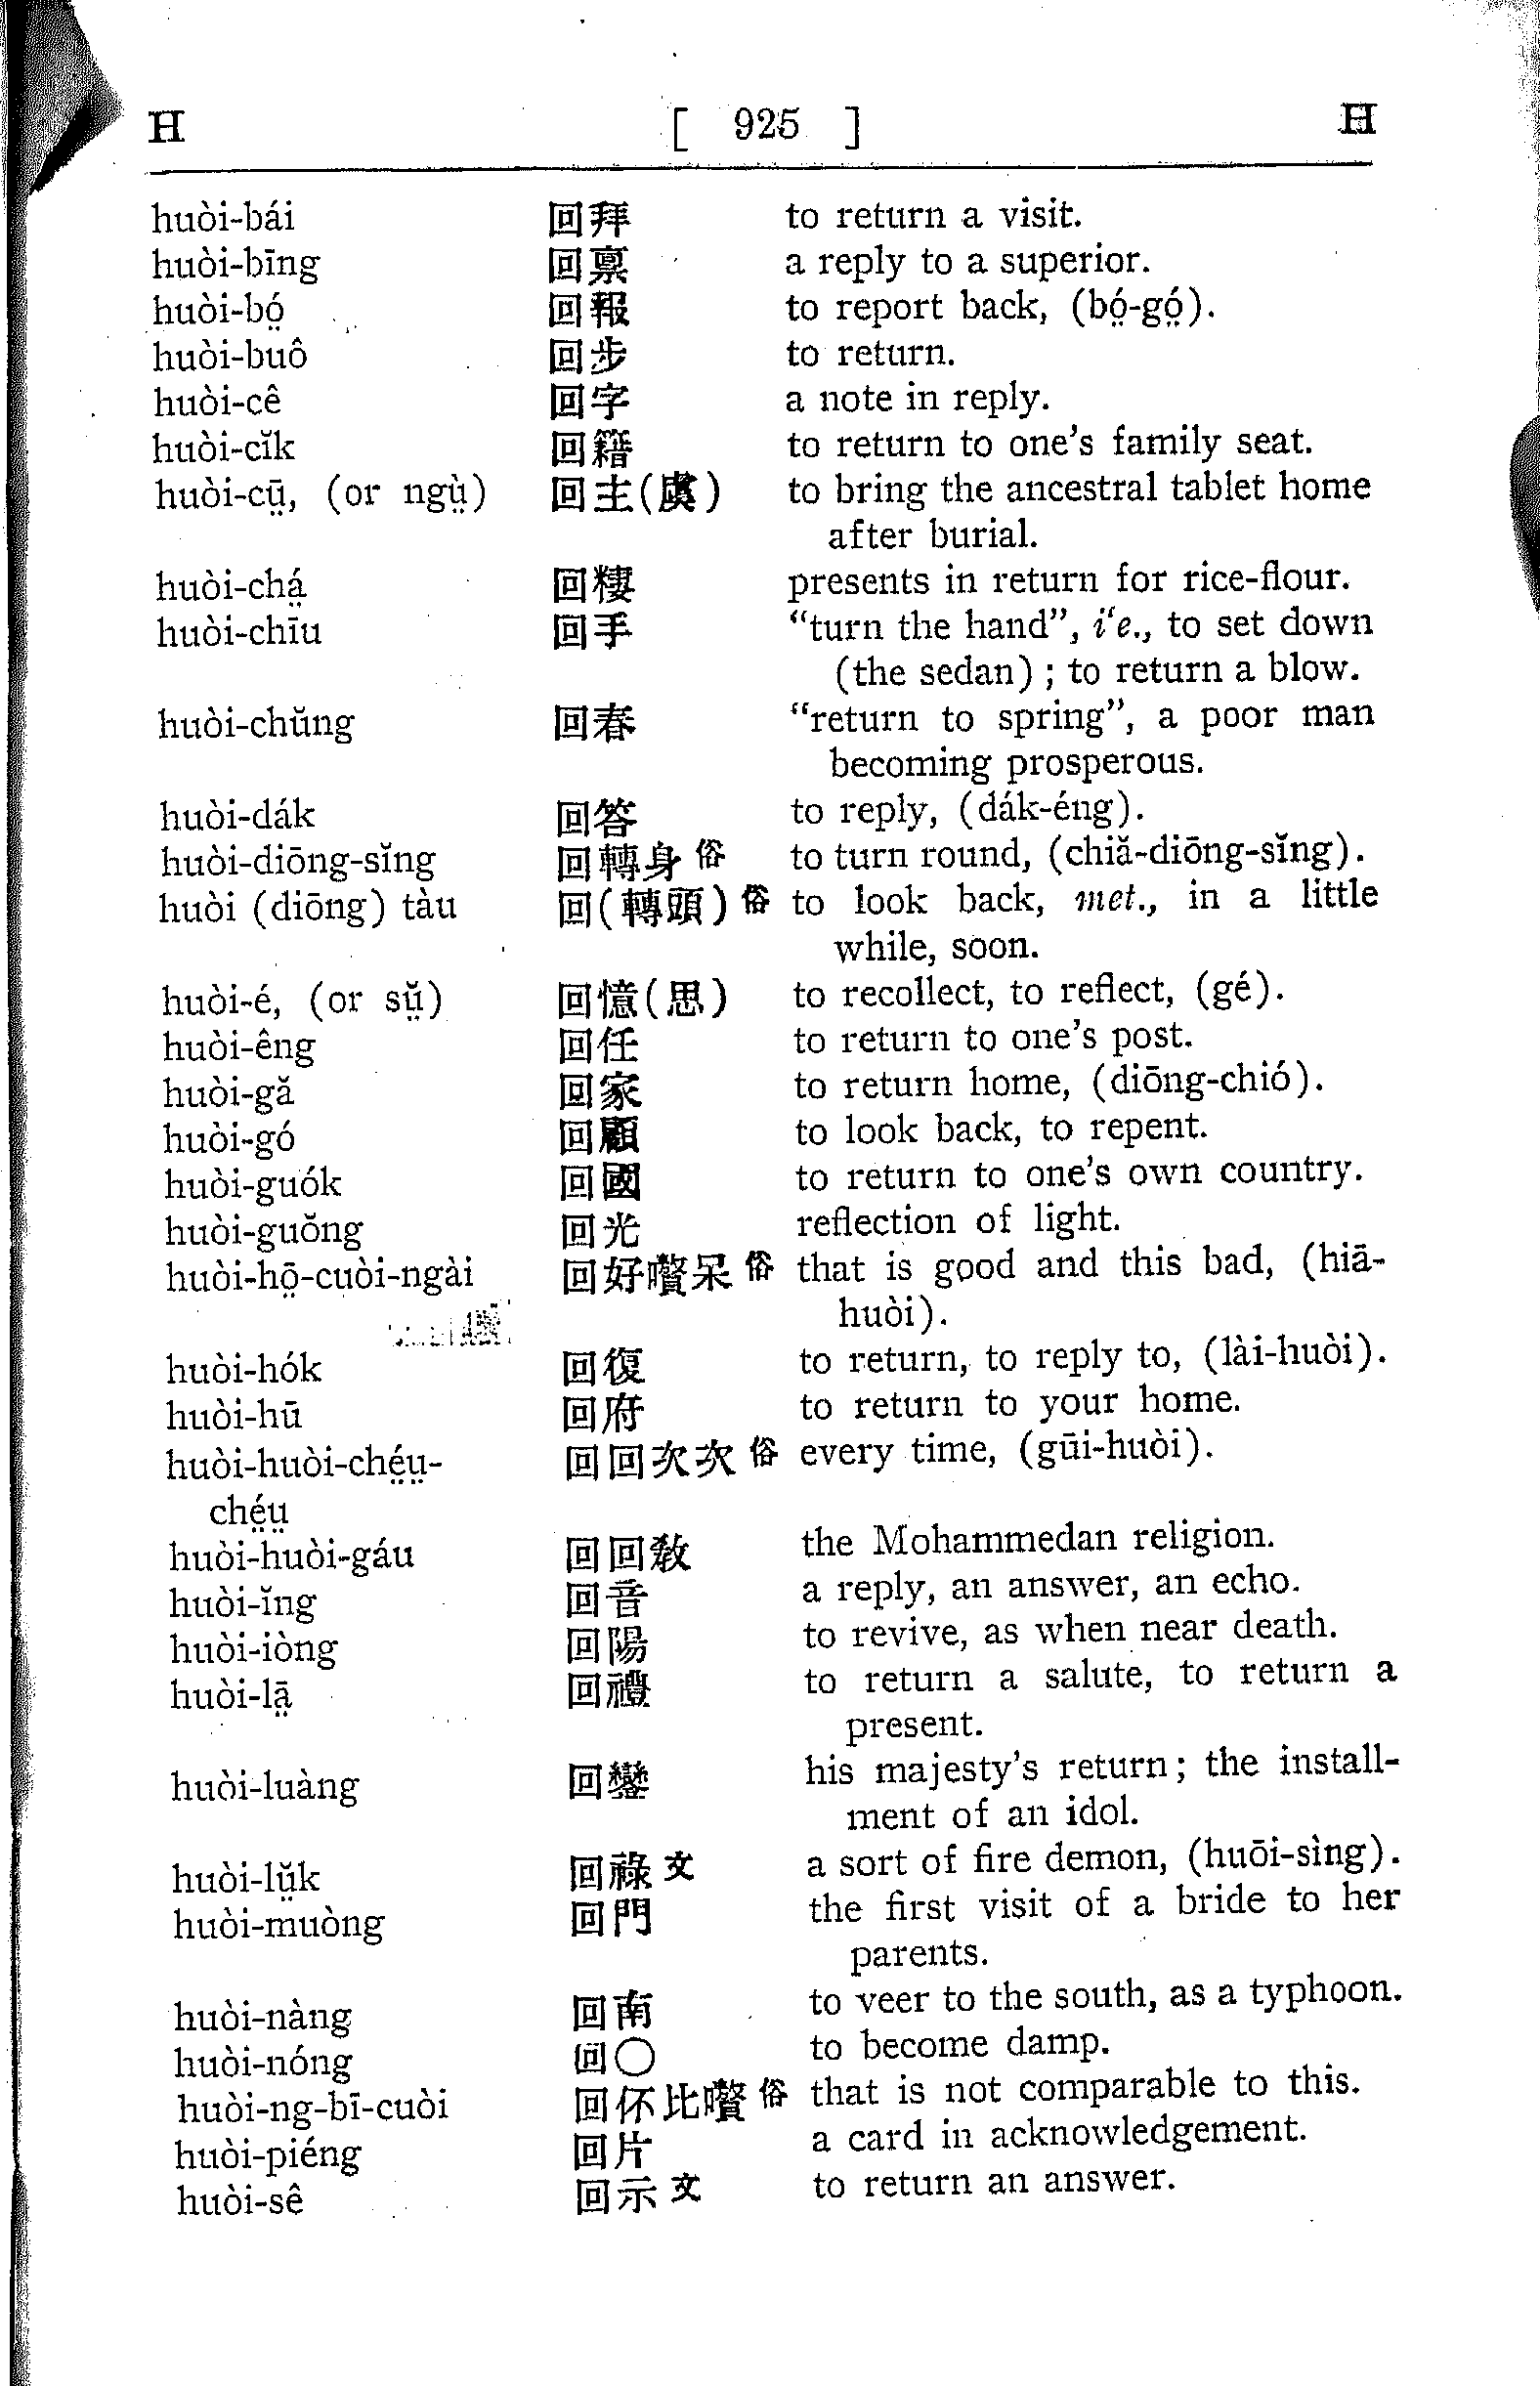 H [ 925 ] H
huòi-bái 回拜 to return a visit.
huòi-bīng 回禀 a reply to a superior.
huòi-bó̤ 回報 to report back, (bó̤-gó̤).
huòi-buô 回步 to return.
huòi-cê 回字 a note in reply.
huòi-cĭk 回籍 to return to one's family seat.
huòi-cṳ̄, (or ngṳ̀) 回主(虞) to bring the ancestral tablet home
after burial.
huòi-chá̤ 回𥻵 presents in return for rice-flour.
huòi-chīu 回手 “turn the hand”, i‘e., to set down
(the sedan) ; to return a blow.
huòi-chŭng 回春 “return to spring”, a poor man
becoming prosperous.
huòi-dák 回答 to reply, (dák-éng).
huòi-diōng-sĭng 回轉身 俗 to turn round, (chiă-diōng-sĭng).
huòi (diōng) tàu 回(轉頭) 俗 to look back, met., in a little
while, soon.
huòi-é, (or sṳ̆) 回憶(思) to recollect, to reflect, (gé).
huòi-êng 回任 to return to one's post.
huòi-gă 回家 to return home, (diōng-chió).
huòi-gó 回顧 to look back, to repent.
huòi-guók 回國 to return to one's own country.
huòi-guŏng 回光 reflection of light.
huòi-hō̤-cuòi-ngài 回好囋呆 俗 that is good and this bad, (hiā-
huòi).
huòi-hók 回復 to return, to reply to, (lài-huòi).
huòi-hū 回府 to return to your home.
huòi-huòi-ché̤ṳ- 回回次次 俗 every time, (gūi-huòi).
ché̤ṳ
huòi-huòi-gáu 回回教 the Mohammedan religion.
huòi-ĭng 回音 a reply, an answer, an echo.
huòi-iòng 回陽 to revive, as when near death.
huòi-lā̤ 回禮 to return a salute, to return a
present.
huòi-luàng 回鑾 his majesty's return; the install-
ment of an idol.
huòi-lṳ̆k 回祿 文 a sort of fire demon, (huōi-sìng).
huòi-muòng 回門 the first visit of a bride to her
parents.
huòi-nàng 回南 to veer to the south, as a typhoon.
huòi-nóng 回〇 to become damp.
huòi-ng-bī-cuòi 回伓比囋 俗 that is not comparable to this.
huòi-piéng 回片 a card in acknowledgement.
huòi-sê 回示 文 to return an answer.